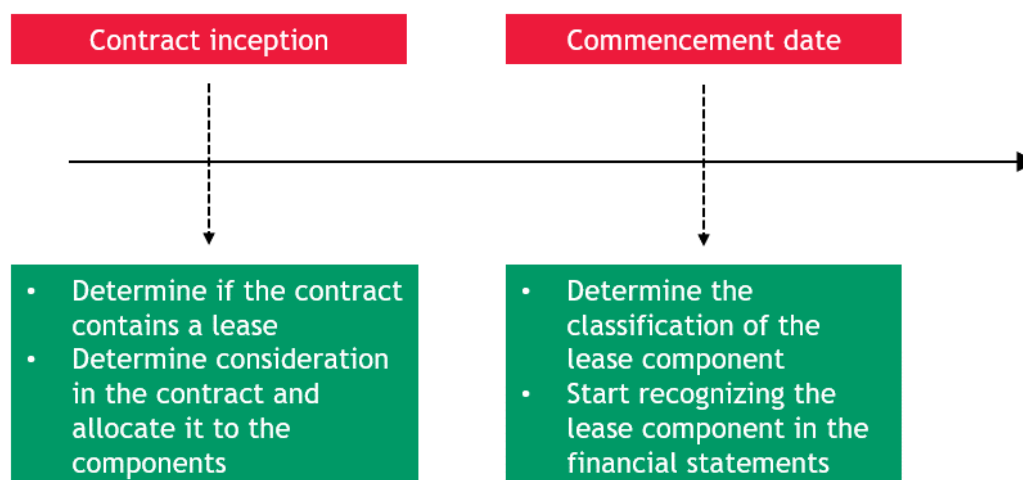 Contract inception
Commencement date
• Determine if the contract
contains a lease
• Determine consideration
in the contract and
allocate it to the
components
• Determine the
classification of the
lease component
• Start recognizing the
lease component in the
financial statements